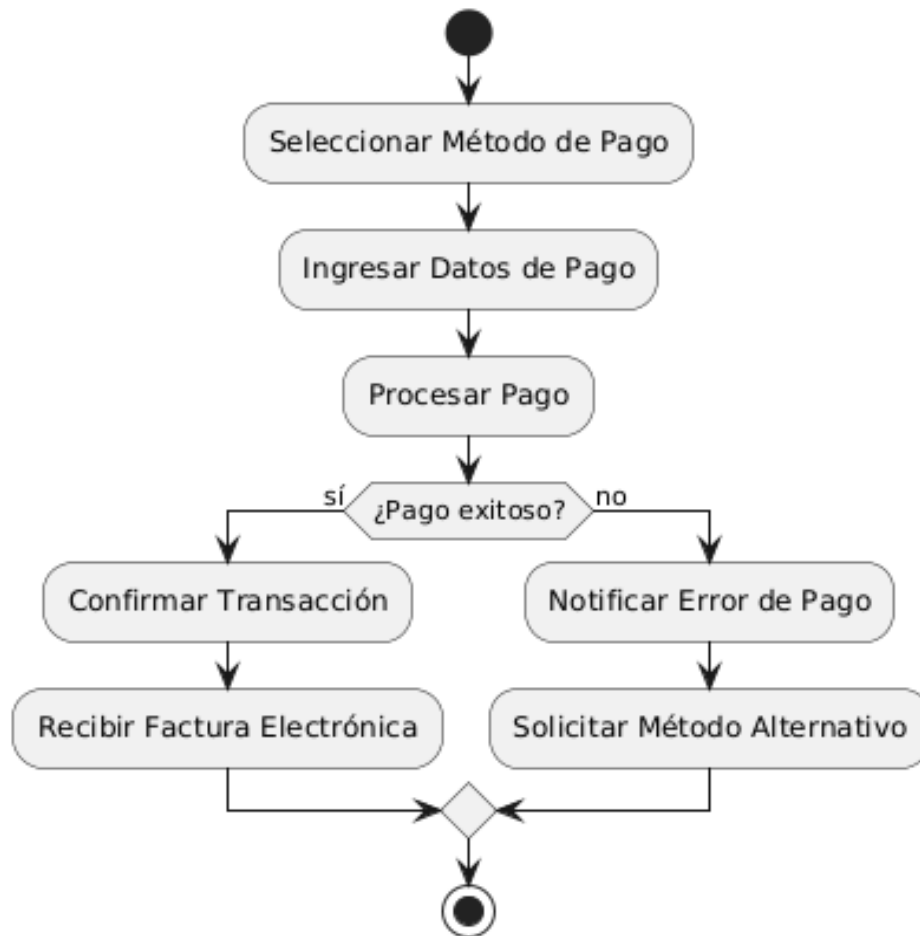 Seleccionar Método de Pago
Ingresar Datos de Pago
Procesar Pago
sí
¿Pago exitoso?
no
Confirmar Transacción
Notificar Error de Pago
Recibir Factura Electrónica
Solicitar Método Alternativo